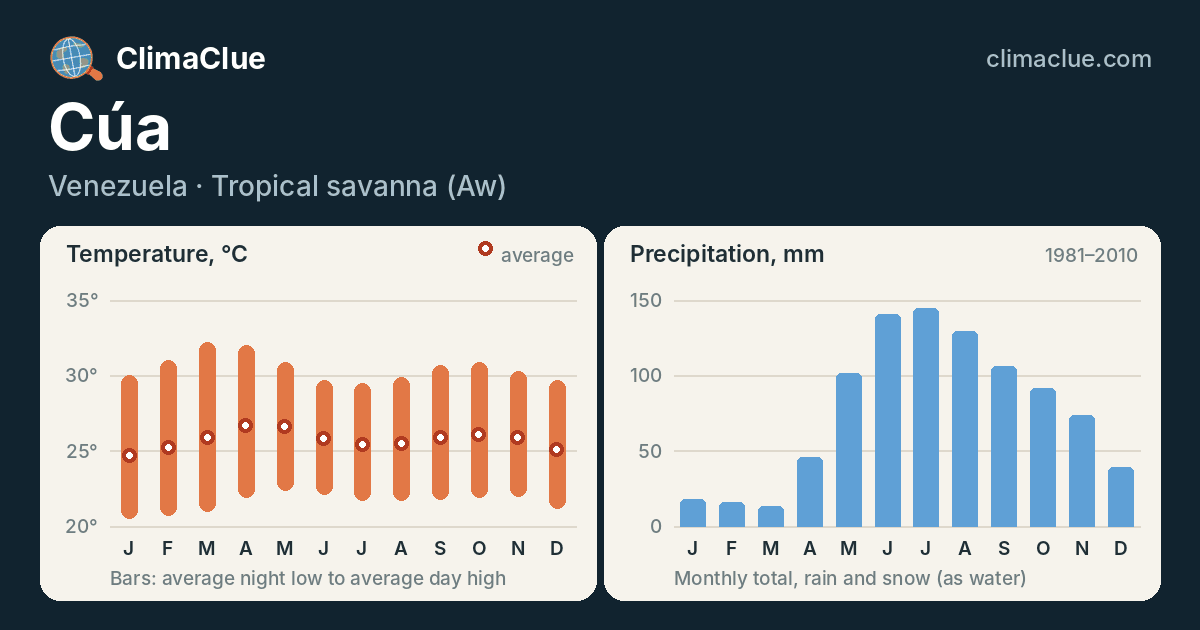 ClimaClue
climaclue.com
Cúa
Venezuela · Tropical savanna (Aw)
Temperature, °C
average
35°
30°
25°
20°
J F M A M J J A S O N D
Bars: average night low to average day high
Precipitation, mm
1981–2010
150
100
50
0
J F M A M J J A S O N D
Monthly total, rain and snow (as water)